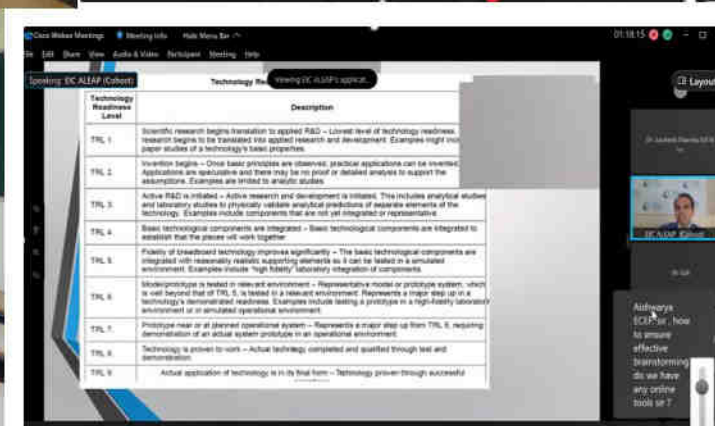 Cisco Webex Meetings Meeting Info Hide Menu Bar 01:18:15
File Edit Share View Audio & Video Participant Meeting Help
Speaking: EIC ALEAP (Cohost)
Viewing EIC ALEAP's applicat...
Layout
Technology
Technology
Readiness
Level
Description
TRL 1
Scientific research begins translation to applied R&D – Lowest level of technology readiness.
research begins to be translated into applied research and development. Examples might
paper studies of a technology's basic properties.
TRL 2
Invention begins – Once basic principles are observed, practical applications can be invented.
Applications are speculative and there may be no proof or detailed analysis to support the
assumptions. Examples are limited to analytic studies.
TRL 3
Active R&D is initiated – Active research and development is initiated. This includes analytical studies
and laboratory studies to physically validate analytical predictions of separate elements of the
technology. Examples include components that are not yet integrated or representative.
TRL 4
Basic technological components are integrated – Basic technological components are integrated to
establish that the pieces will work together.
TRL 5
Fidelity of breadboard technology improves significantly – The basic technological components are
integrated with reasonably realistic supporting elements so it can be tested in a simulated
environment. Examples include "high fidelity" laboratory integration of components.
TRL 6
Model/prototype is tested in relevant environment – Representative model or prototype system, which
is well beyond that of TRL 5, is tested in a relevant environment. Represents a major step up in a
technology's demonstrated readiness. Examples include testing a prototype in a high-fidelity laboratory
environment or in simulated operational environment.
TRL 7
Prototype near or at planned operational system – Represents a major step up from TRL 6, requiring
demonstration of an actual system prototype in an operational environment.
TRL 8
Technology is proven to work – Actual technology completed and qualified through test and
demonstration.
TRL 9
Actual application of technology is in its final form – Technology proven through successful
EIC ALEAP (Cohost)
Aishwarya
ECE: sir , how
to ensure
effective
brainstorming
do we have
any online
tools sir ?